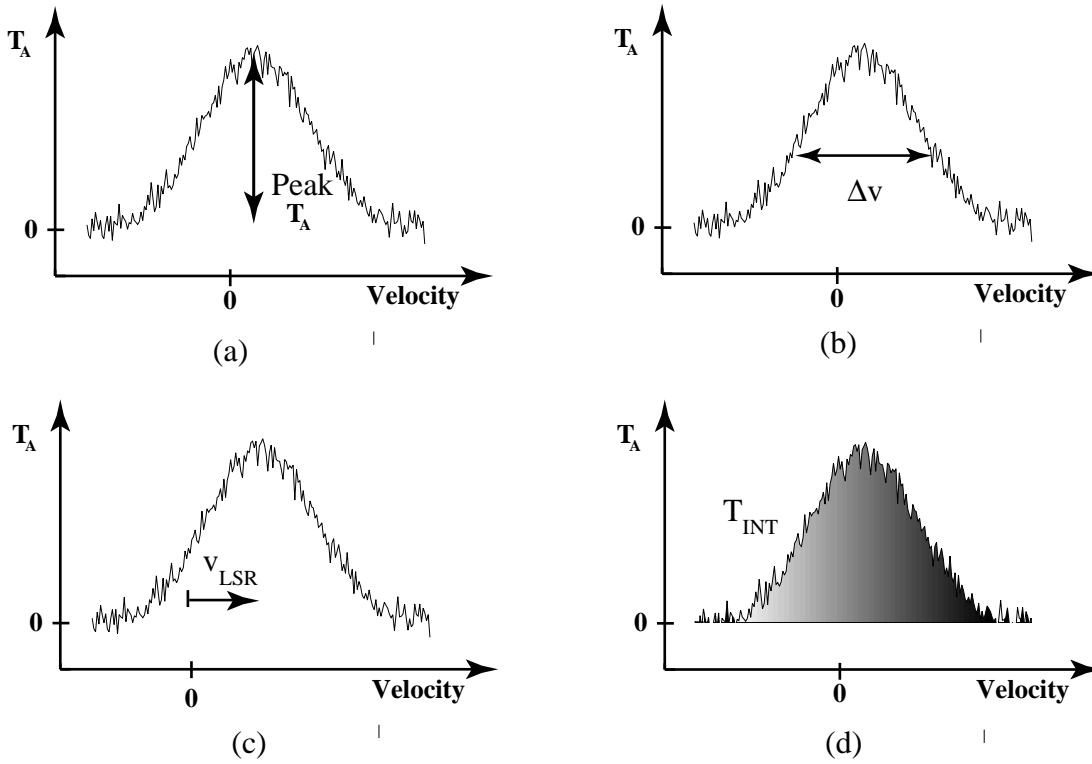 T_A
Peak
T_A
0
0
Velocity
(a)
T_A
Δv
0
0
Velocity
(b)
T_A
v_LSR
0
0
Velocity
(c)
T_A
T_INT
0
0
Velocity
(d)